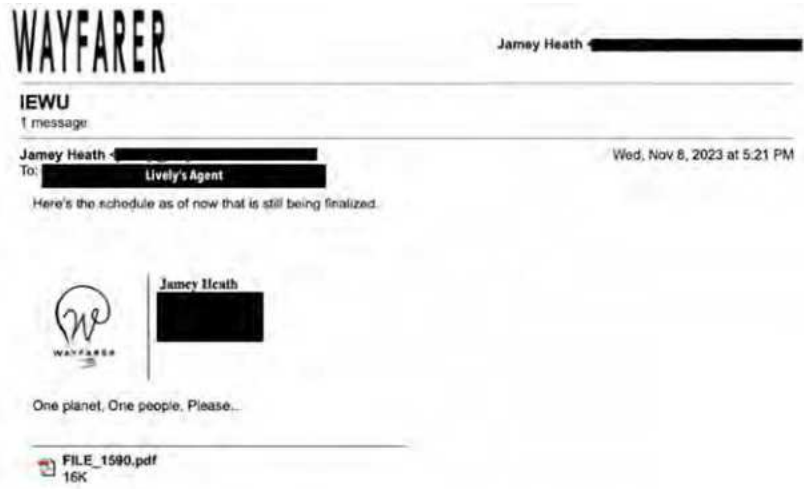 WAYFARER
Jamey Heath
IEWU
1 message
Jamey Heath
Wed, Nov 8, 2023 at 5:21 PM
To: Lively's Agent
Here's the schedule as of now that is still being finalized.
Jamey Heath
We
WAYFARER
One planet, One people, Please...
FILE_1590.pdf
16K